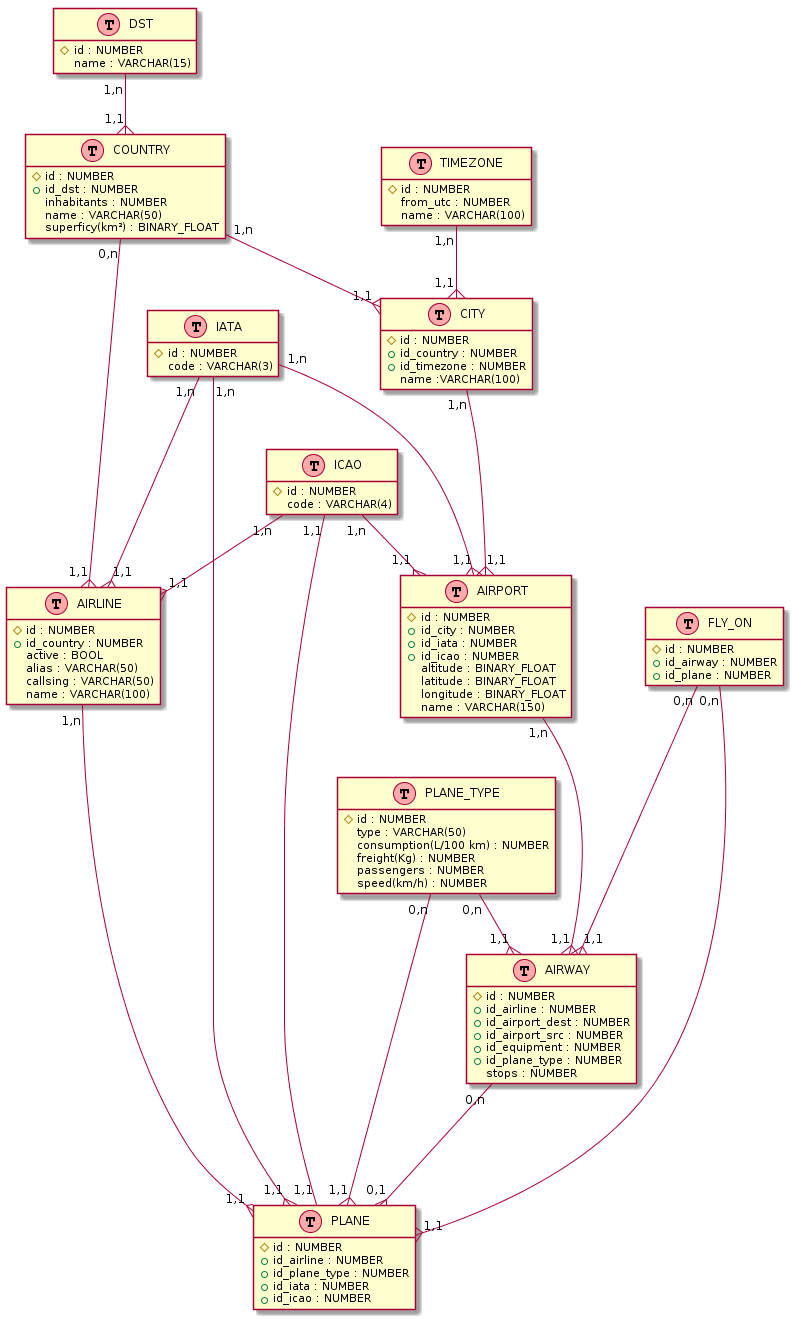 T DST
id : NUMBER
name : VARCHAR(15)
1,n
1,1
T COUNTRY
id : NUMBER
id_dst : NUMBER
inhabitants : NUMBER
name : VARCHAR(50)
superficy(km²) : BINARY_FLOAT
0,n
1,n
T TIMEZONE
id : NUMBER
from_utc : NUMBER
name : VARCHAR(100)
1,n
1,1
1,1
T CITY
id : NUMBER
id_country : NUMBER
id_timezone : NUMBER
name :VARCHAR(100)
1,n
T IATA
id : NUMBER
code : VARCHAR(3)
1,n
1,n
1,n
T ICAO
id : NUMBER
code : VARCHAR(4)
1,n
1,1
1,n
1,1
1,1
1,1
T AIRLINE
id : NUMBER
id_country : NUMBER
active : BOOL
alias : VARCHAR(50)
callsing : VARCHAR(50)
name : VARCHAR(100)
1,n
1,1
1,1
1,1
T AIRPORT
id : NUMBER
id_city : NUMBER
id_iata : NUMBER
id_icao : NUMBER
altitude : BINARY_FLOAT
latitude : BINARY_FLOAT
longitude : BINARY_FLOAT
name : VARCHAR(150)
1,n
T FLY_ON
id : NUMBER
id_airway : NUMBER
id_plane : NUMBER
0,n
0,n
T PLANE_TYPE
id : NUMBER
type : VARCHAR(50)
consumption(L/100 km) : NUMBER
freight(Kg) : NUMBER
passengers : NUMBER
speed(km/h) : NUMBER
0,n
0,n
1,1
1,1
1,1
T AIRWAY
id : NUMBER
id_airline : NUMBER
id_airport_dest : NUMBER
id_airport_src : NUMBER
id_equipment : NUMBER
id_plane_type : NUMBER
stops : NUMBER
0,n
1,1
1,1
1,1
1,1
0,1
1,1
T PLANE
id : NUMBER
id_airline : NUMBER
id_plane_type : NUMBER
id_iata : NUMBER
id_icao : NUMBER